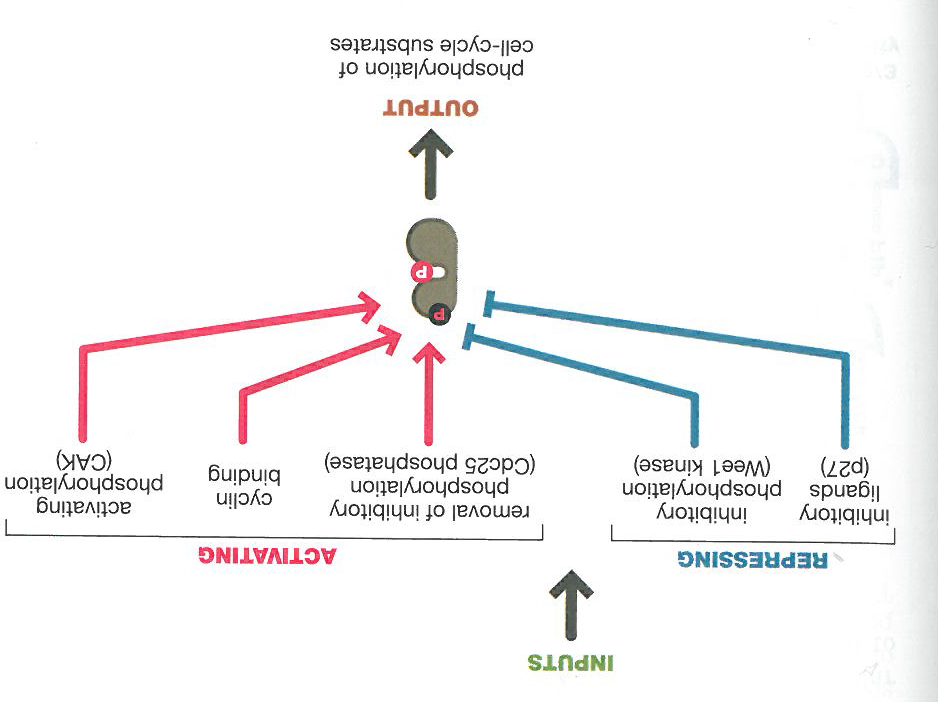 INPUTS
REPRESSING
ACTIVATING
inhibitory
ligands
(p27)
inhibitory
phosphorylation
(Wee1 kinase)
removal of inhibitory
phosphorylation
(Cdc25 phosphatase)
cyclin
binding
activating
phosphorylation
(CAK)
P
P
OUTPUT
phosphorylation of
cell-cycle substrates